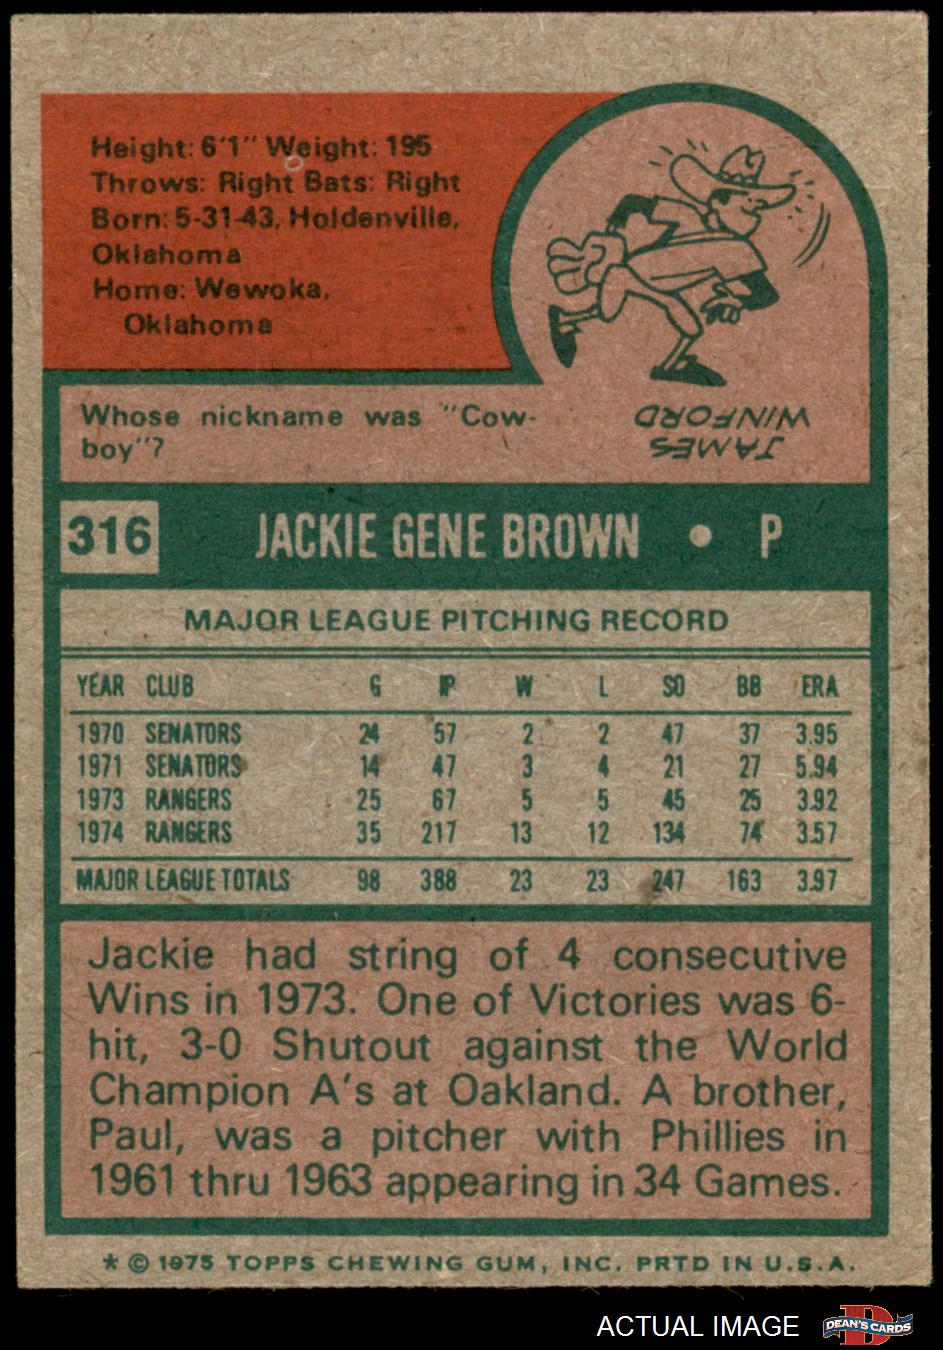 Height: 6'1" Weight: 195
Throws: Right Bats: Right
Born: 5-31-43, Holdenville,
Oklahoma
Home: Wewoka,
Oklahoma
Whose nickname was "Cow-
boy"?
JAMES
WINFORD
316 JACKIE GENE BROWN • P
MAJOR LEAGUE PITCHING RECORD
YEAR CLUB G IP W L SO BB ERA
1970 SENATORS 24 57 2 2 47 37 3.95
1971 SENATORS 14 47 3 4 21 27 5.94
1973 RANGERS 25 67 5 5 45 25 3.92
1974 RANGERS 35 217 13 12 134 74 3.57
MAJOR LEAGUE TOTALS 98 388 23 23 247 163 3.97
Jackie had string of 4 consecutive
Wins in 1973. One of Victories was 6-
hit, 3-0 Shutout against the World
Champion A's at Oakland. A brother,
Paul, was a pitcher with Phillies in
1961 thru 1963 appearing in 34 Games.
* © 1975 TOPPS CHEWING GUM, INC. PRTD IN U.S.A.
ACTUAL IMAGE
D
DEAN'S CARDS